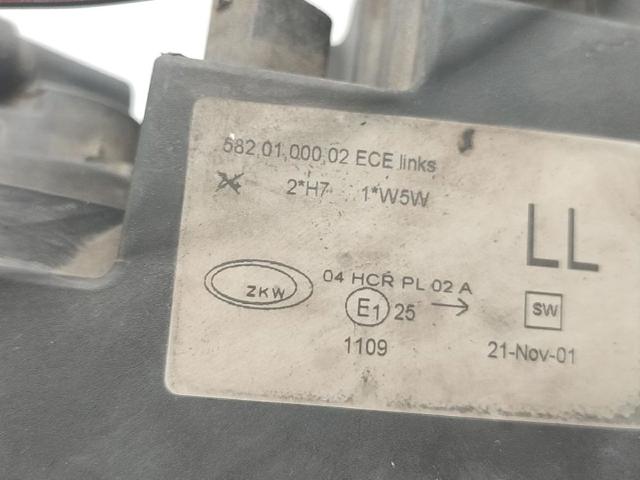 582.01.000.02 ECE links
2*H7 1*W5W
LL
ZKW
04 HCR PL 02 A
E1 25 →
SW
1109
21-Nov-01